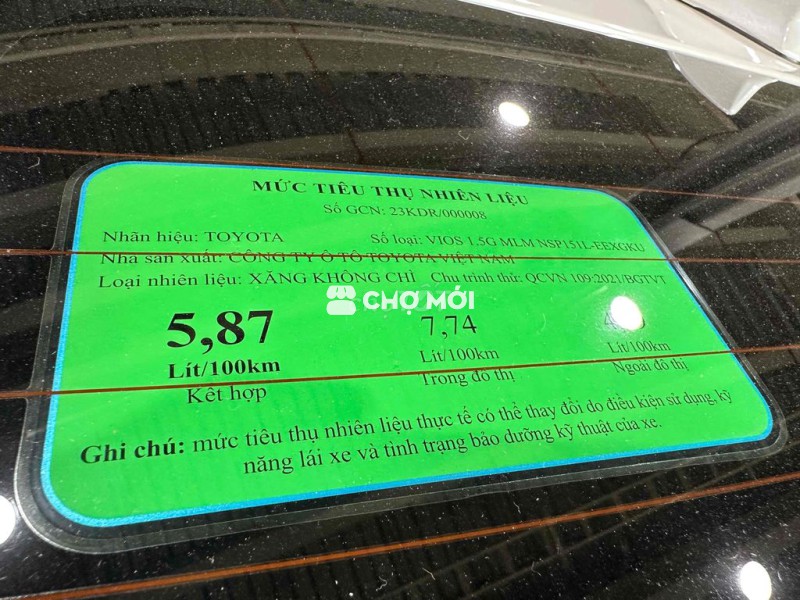 MỨC TIÊU THỤ NHIÊN LIỆU
Số GCN: 23KDR/000008
Nhãn hiệu: TOYOTA Số loại: VIOS 1.5G MLM NSP151L-EEXGKU
Nhà sản xuất: CÔNG TY Ô TÔ TOYOTA VIỆT NAM
Loại nhiên liệu: XĂNG KHÔNG CHÌ Chu trình thử: QCVN 109:2021/BGTVT
CHỢ MỚI
5,87 7,74
Lít/100km Lít/100km Lít/100km
Kết hợp Trong đô thị Ngoài đô thị
Ghi chú: mức tiêu thụ nhiên liệu thực tế có thể thay đổi do điều kiện sử dụng, kỹ
năng lái xe và tình trạng bảo dưỡng kỹ thuật của xe.